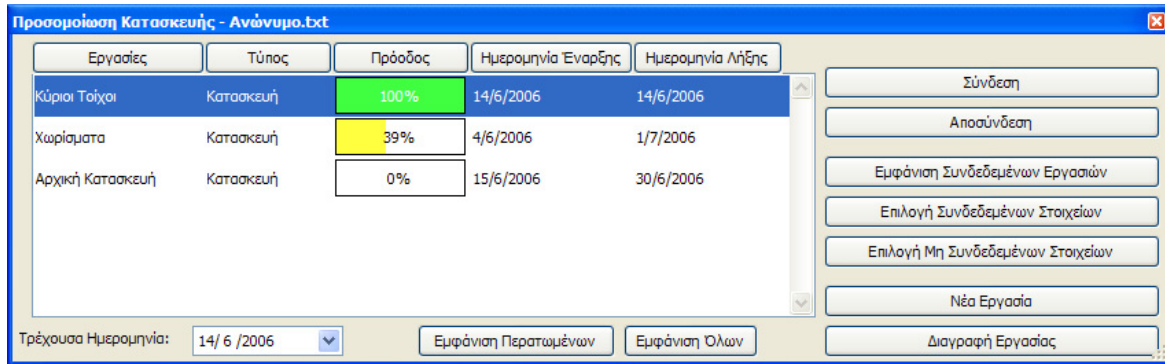 Προσομοίωση Κατασκευής - Ανώνυμο.txt
Εργασίες Τύπος Πρόοδος Ημερομηνία Έναρξης Ημερομηνία Λήξης
Κύριοι Τοίχοι Κατασκευή 100% 14/6/2006 14/6/2006
Χωρίσματα Κατασκευή 39% 4/6/2006 1/7/2006
Αρχική Κατασκευή Κατασκευή 0% 15/6/2006 30/6/2006
Σύνδεση
Αποσύνδεση
Εμφάνιση Συνδεδεμένων Εργασιών
Επιλογή Συνδεδεμένων Στοιχείων
Επιλογή Μη Συνδεδεμένων Στοιχείων
Νέα Εργασία
Τρέχουσα Ημερομηνία: 14/ 6 /2006 Εμφάνιση Περατωμένων Εμφάνιση Όλων Διαγραφή Εργασίας